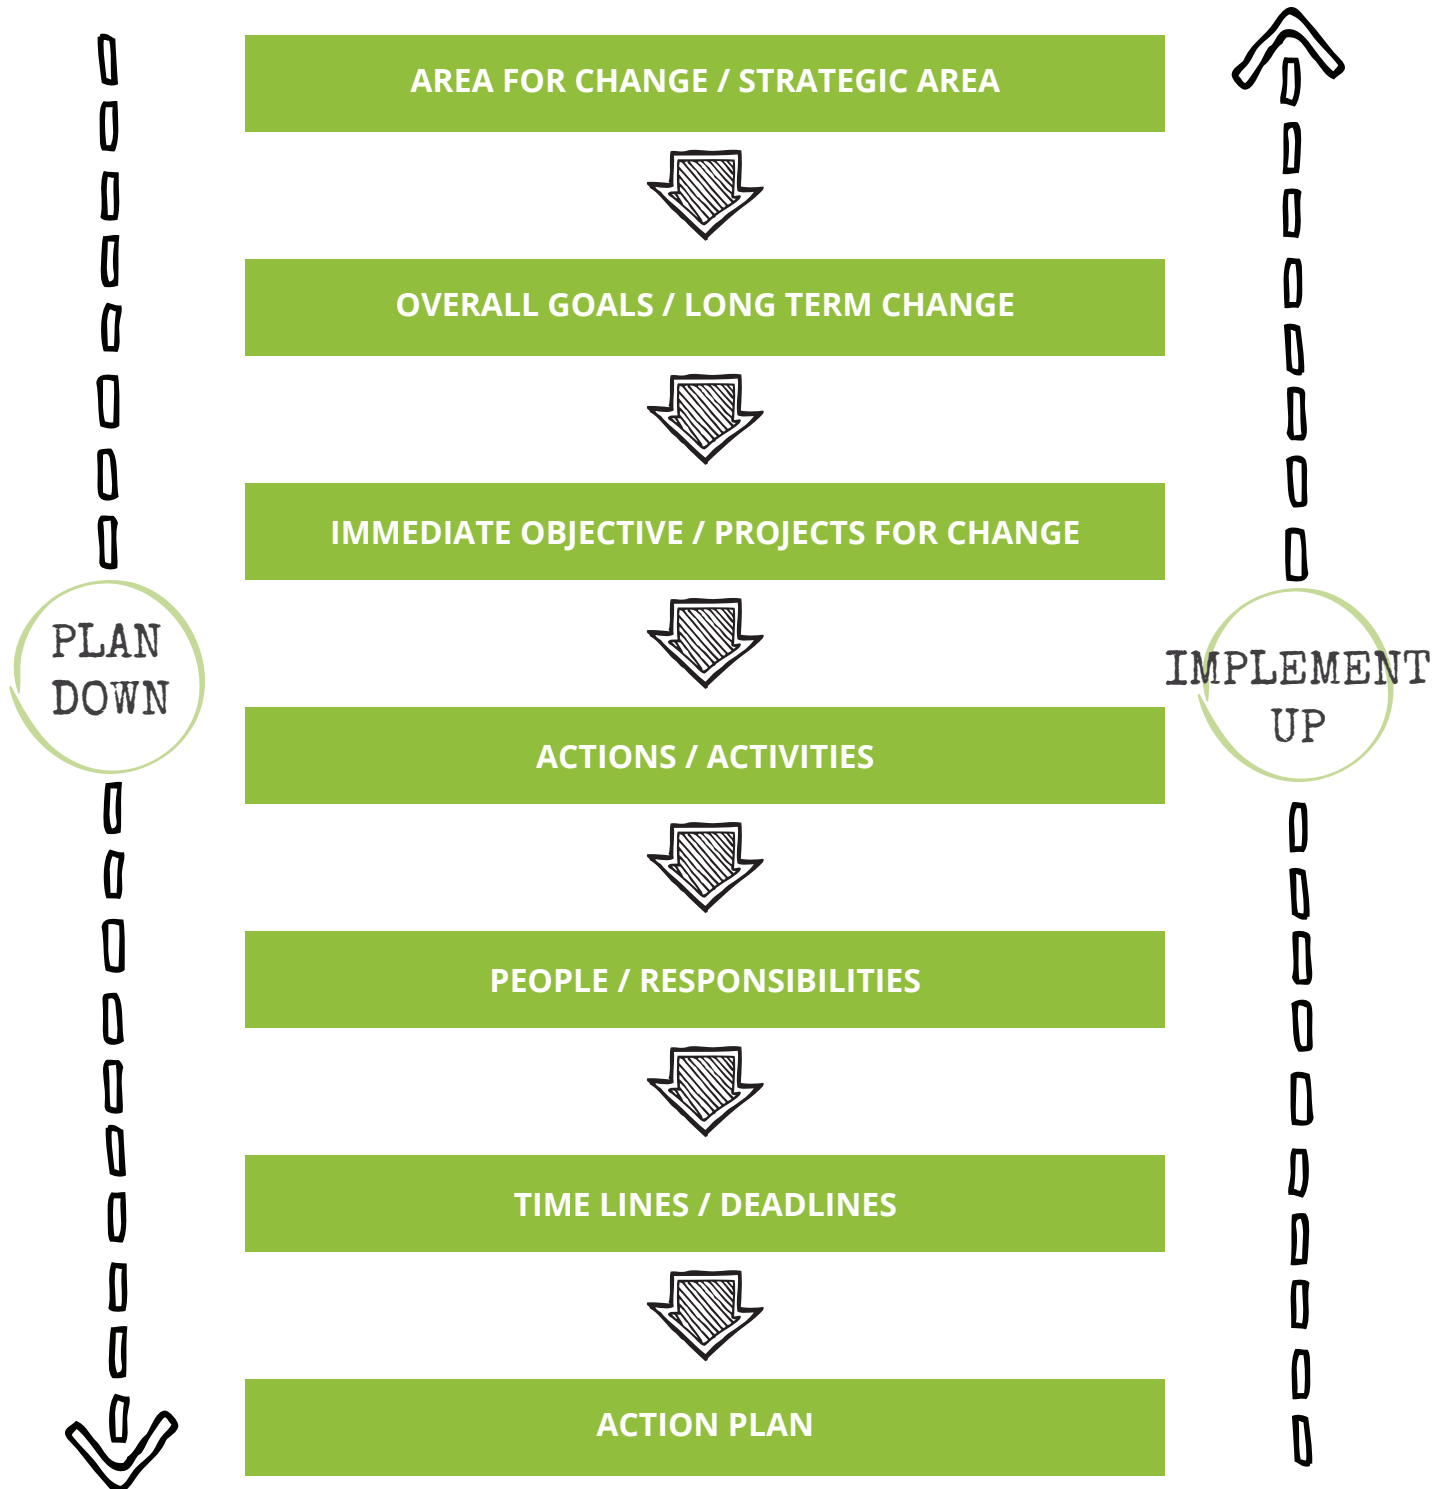 AREA FOR CHANGE / STRATEGIC AREA
OVERALL GOALS / LONG TERM CHANGE
IMMEDIATE OBJECTIVE / PROJECTS FOR CHANGE
PLAN
DOWN
IMPLEMENT
UP
ACTIONS / ACTIVITIES
PEOPLE / RESPONSIBILITIES
TIME LINES / DEADLINES
ACTION PLAN